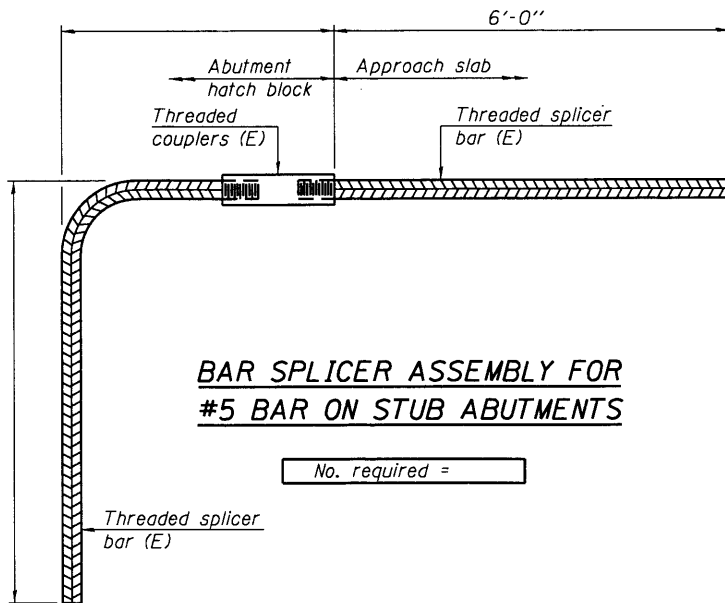 6'-0"
Abutment
hatch block
Approach slab
Threaded
couplers (E)
Threaded splicer
bar (E)
BAR SPLICER ASSEMBLY FOR
#5 BAR ON STUB ABUTMENTS
No. required =
Threaded splicer
bar (E)